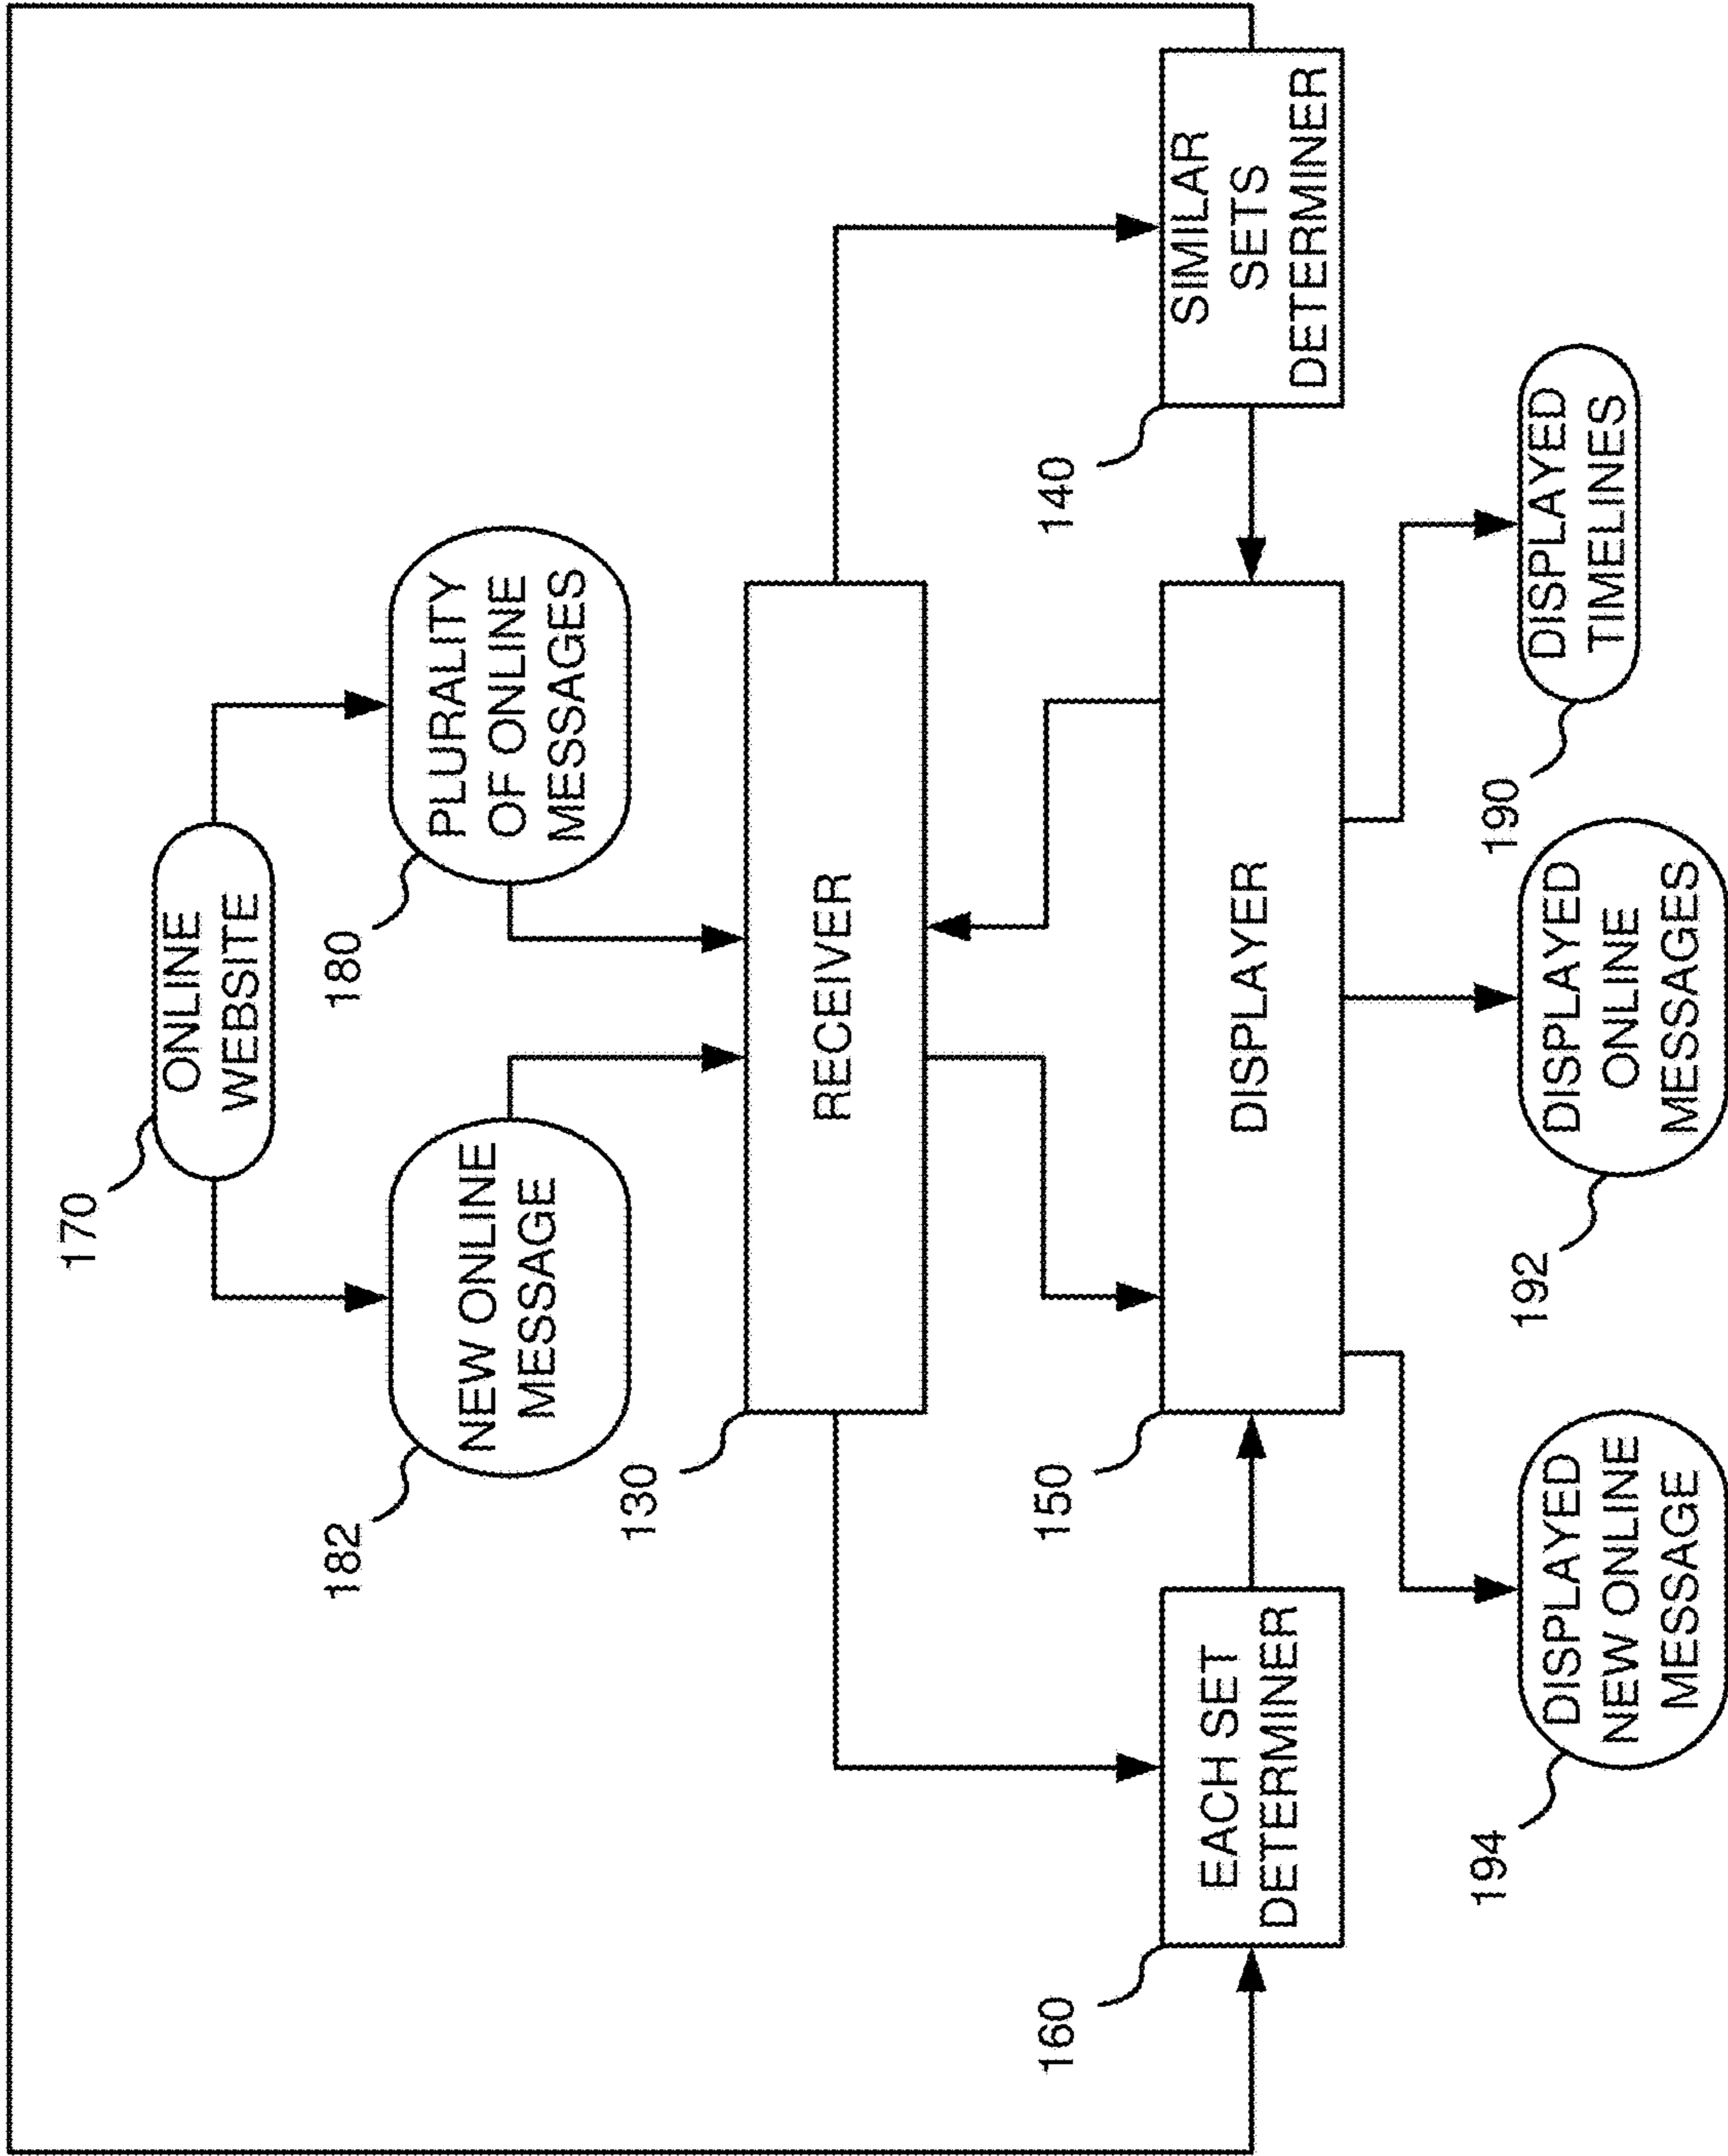 170
ONLINE
WEBSITE
182
NEW ONLINE
MESSAGE
180
PLURALITY
OF ONLINE
MESSAGES
130
RECEIVER
160
EACH SET
DETERMINER
150
DISPLAYER
140
SIMILAR
SETS
DETERMINER
194
DISPLAYED
NEW ONLINE
MESSAGE
192
DISPLAYED
ONLINE
MESSAGES
190
DISPLAYED
TIMELINES